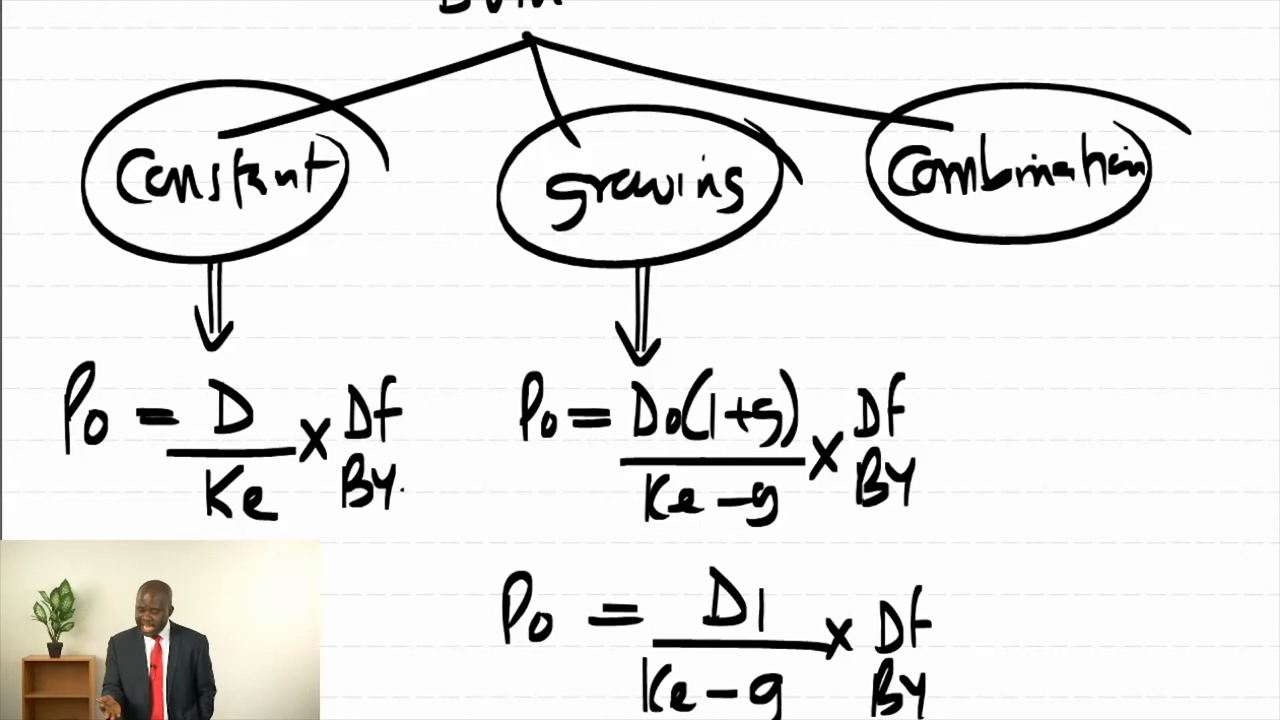 Constant
growing
Combination
Po = D / Ke × Df BY.
Po = Do(1+g) / Ke - g × DF BY
Po = D1 / Ke - g × DF BY